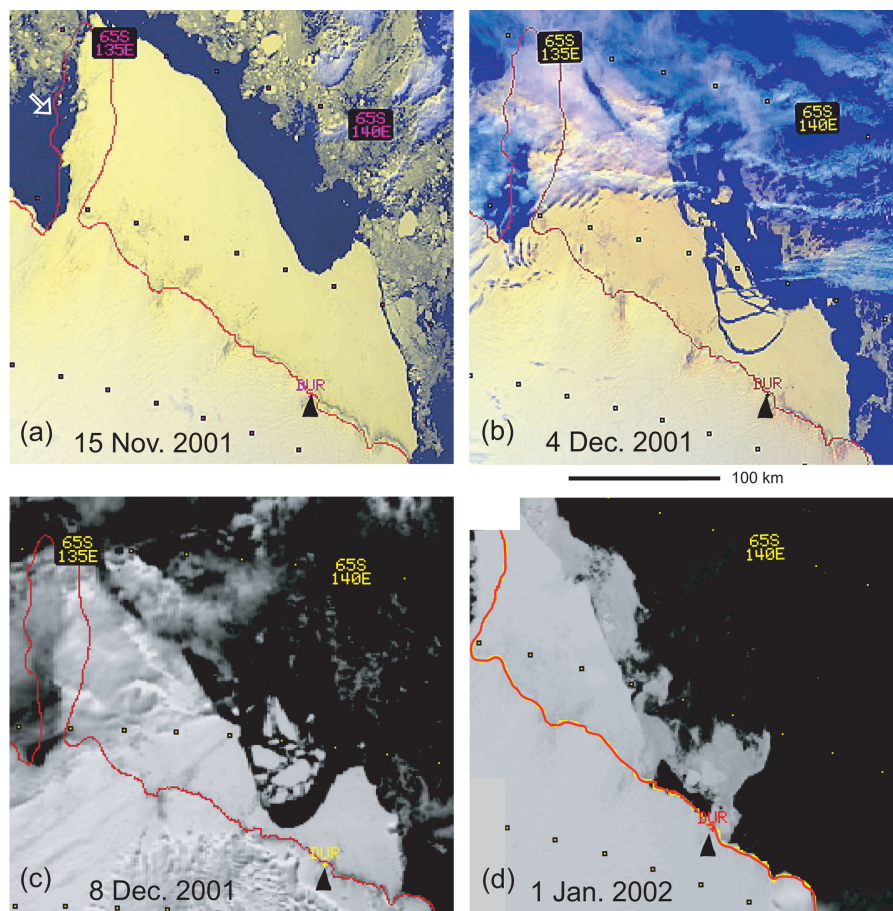 65S
135E
65S
140E
DUR
(a)
15 Nov. 2001
65S
135E
65S
140E
DUR
(b)
4 Dec. 2001
100 km
65S
135E
65S
140E
DUR
(c)
8 Dec. 2001
65S
140E
DUR
(d)
1 Jan. 2002